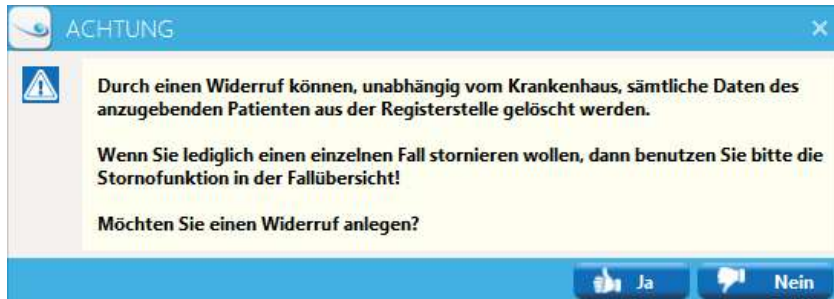 ACHTUNG
Durch einen Widerruf können, unabhängig vom Krankenhaus, sämtliche Daten des
anzugebenden Patienten aus der Registerstelle gelöscht werden.
Wenn Sie lediglich einen einzelnen Fall stornieren wollen, dann benutzen Sie bitte die
Stornofunktion in der Fallübersicht!
Möchten Sie einen Widerruf anlegen?
Ja
Nein